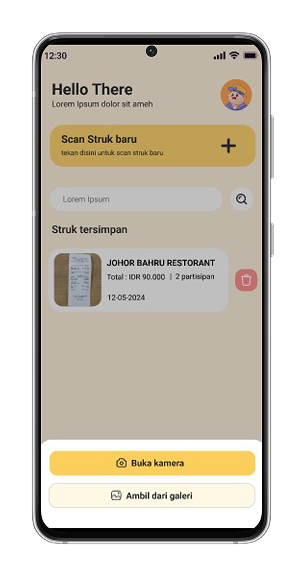 12:30
Hello There
Lorem Ipsum dolor sit ameh
Scan Struk baru
tekan disini untuk scan struk baru
Lorem Ipsum
Struk tersimpan
JOHOR BAHRU RESTORANT
Total : IDR 90.000 | 2 partisipan
12-05-2024
Buka kamera
Ambil dari galeri